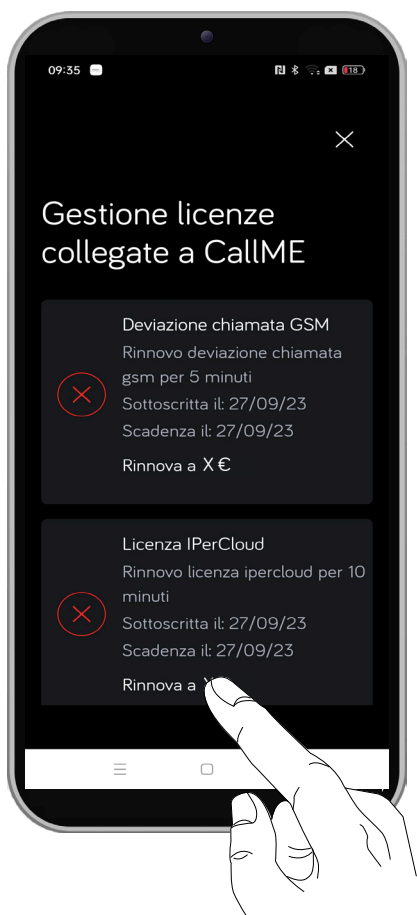 09:35
18
Gestione licenze
collegate a CallME
Deviazione chiamata GSM
Rinnovo deviazione chiamata
gsm per 5 minuti
Sottoscritta il: 27/09/23
Scadenza il: 27/09/23
Rinnova a X €
Licenza IPerCloud
Rinnovo licenza ipercloud per 10
minuti
Sottoscritta il: 27/09/23
Scadenza il: 27/09/23
Rinnova a